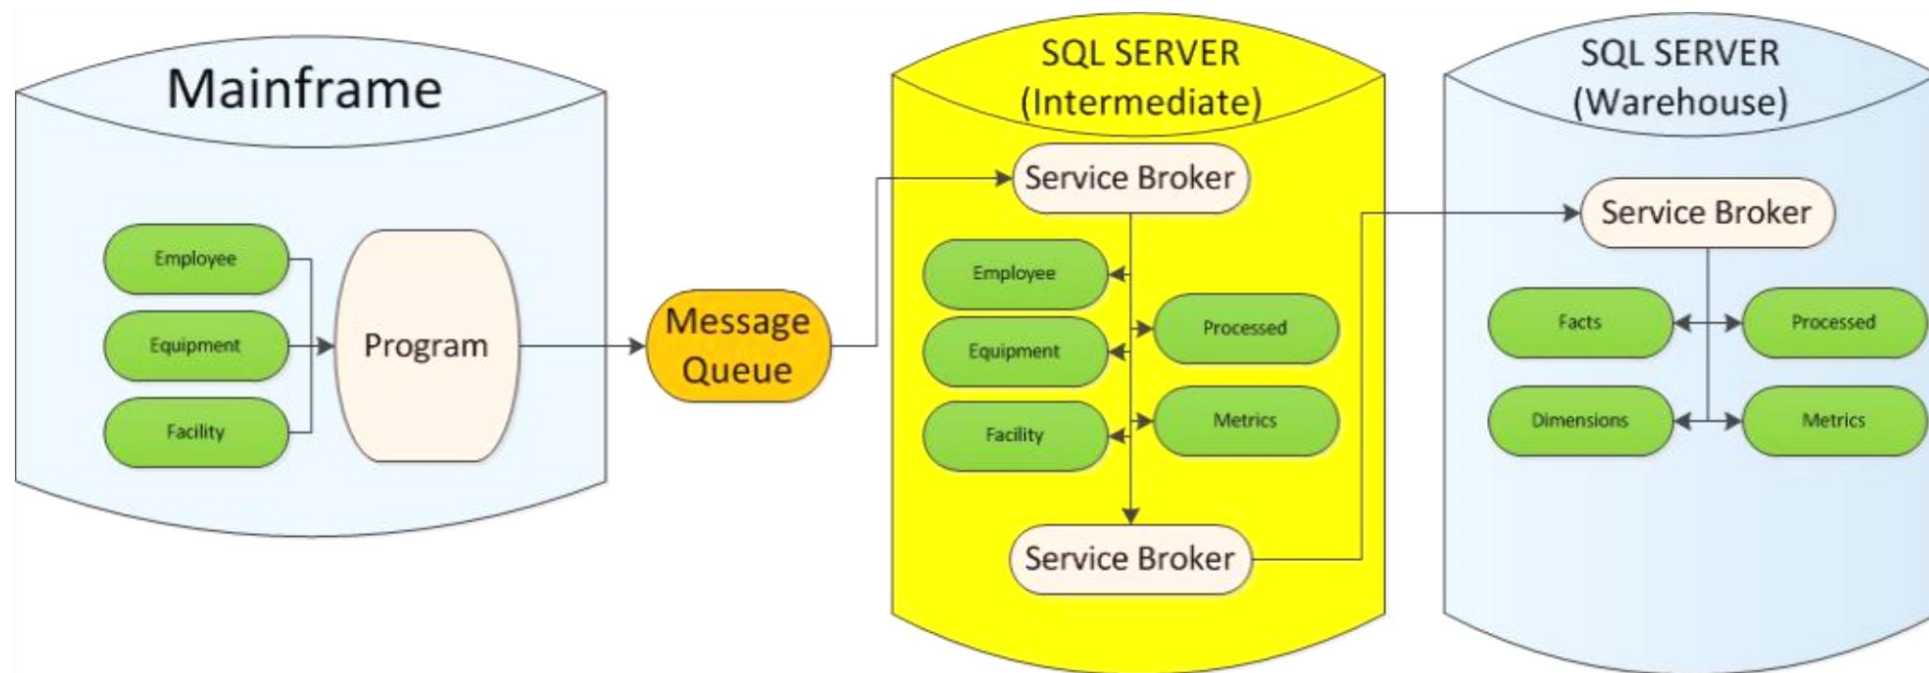 Mainframe
Employee
Equipment
Facility
Program
Message
Queue
SQL SERVER
(Intermediate)
Service Broker
Employee
Equipment
Facility
Processed
Metrics
Service Broker
SQL SERVER
(Warehouse)
Service Broker
Facts
Processed
Dimensions
Metrics